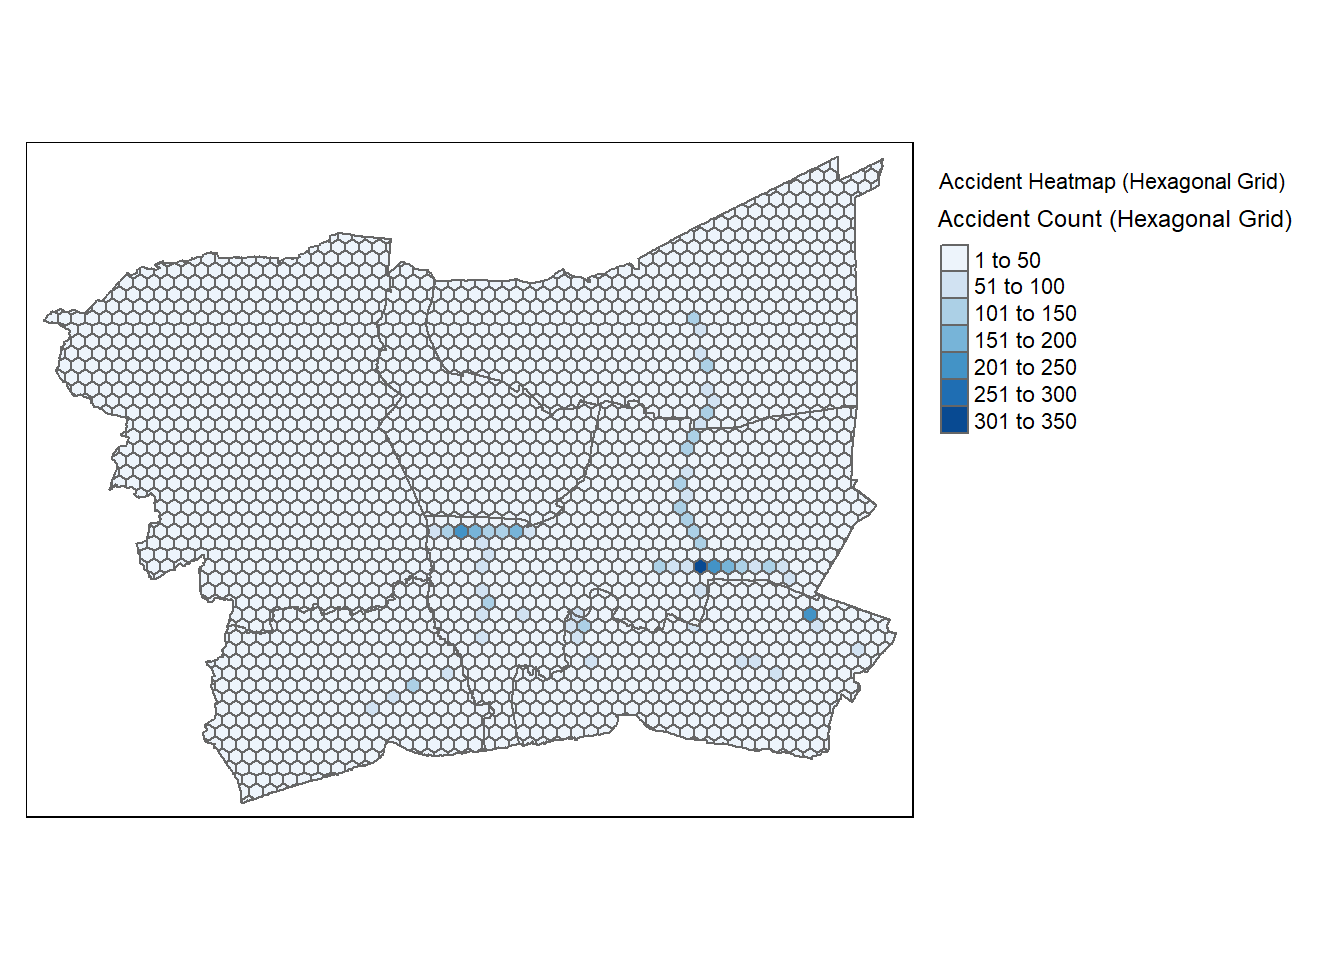 Accident Heatmap (Hexagonal Grid)
Accident Count (Hexagonal Grid)
1 to 50
51 to 100
101 to 150
151 to 200
201 to 250
251 to 300
301 to 350